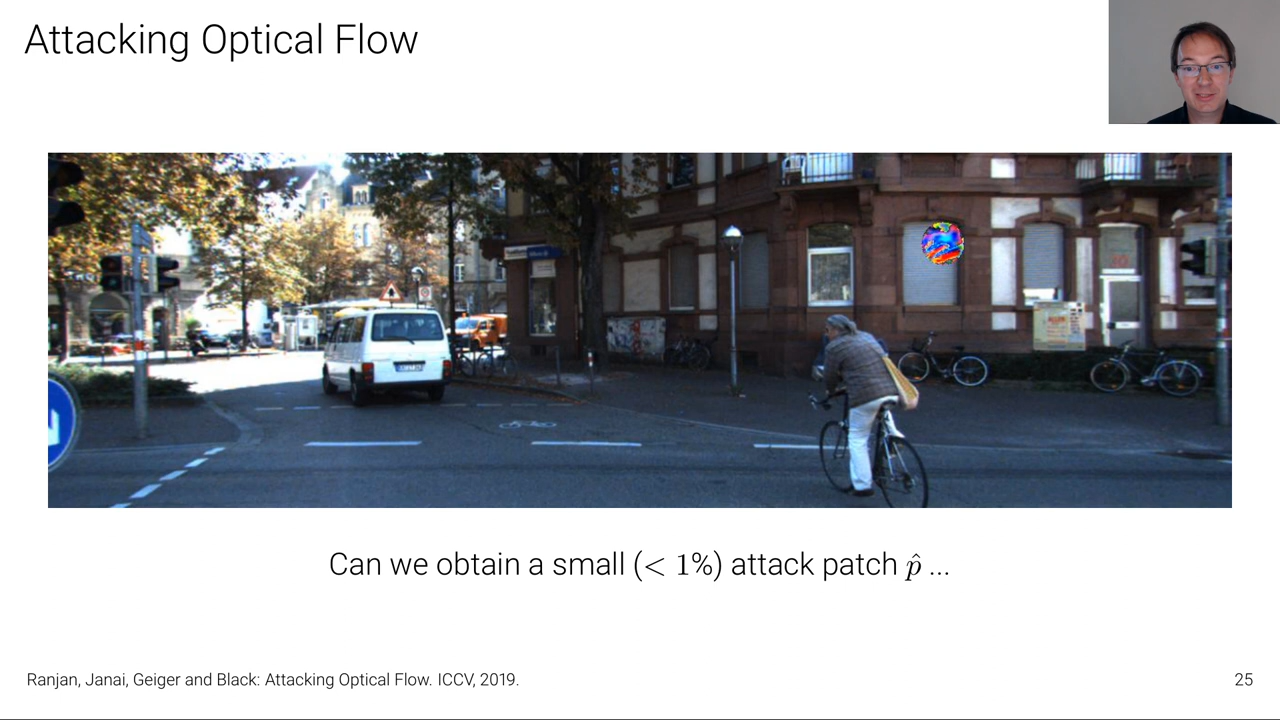 Attacking Optical Flow
Can we obtain a small (< 1%) attack patch p̂ ...
Ranjan, Janai, Geiger and Black: Attacking Optical Flow. ICCV, 2019.
25